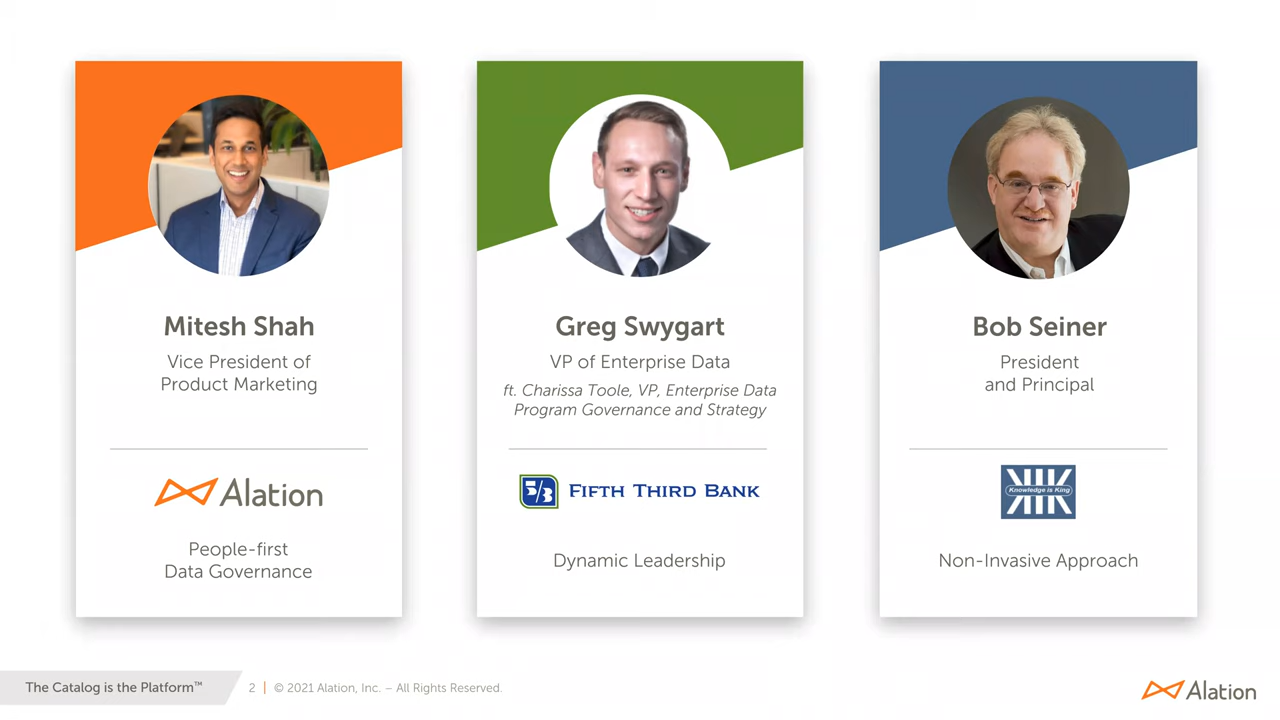 Mitesh Shah
Vice President of
Product Marketing
Alation
People-first
Data Governance
Greg Swygart
VP of Enterprise Data
ft. Charissa Toole, VP, Enterprise Data
Program Governance and Strategy
5/3
FIFTH THIRD BANK
Dynamic Leadership
Bob Seiner
President
and Principal
KIK
Knowledge is King
Non-Invasive Approach
The Catalog is the Platform™
2 | © 2021 Alation, Inc. – All Rights Reserved.
Alation